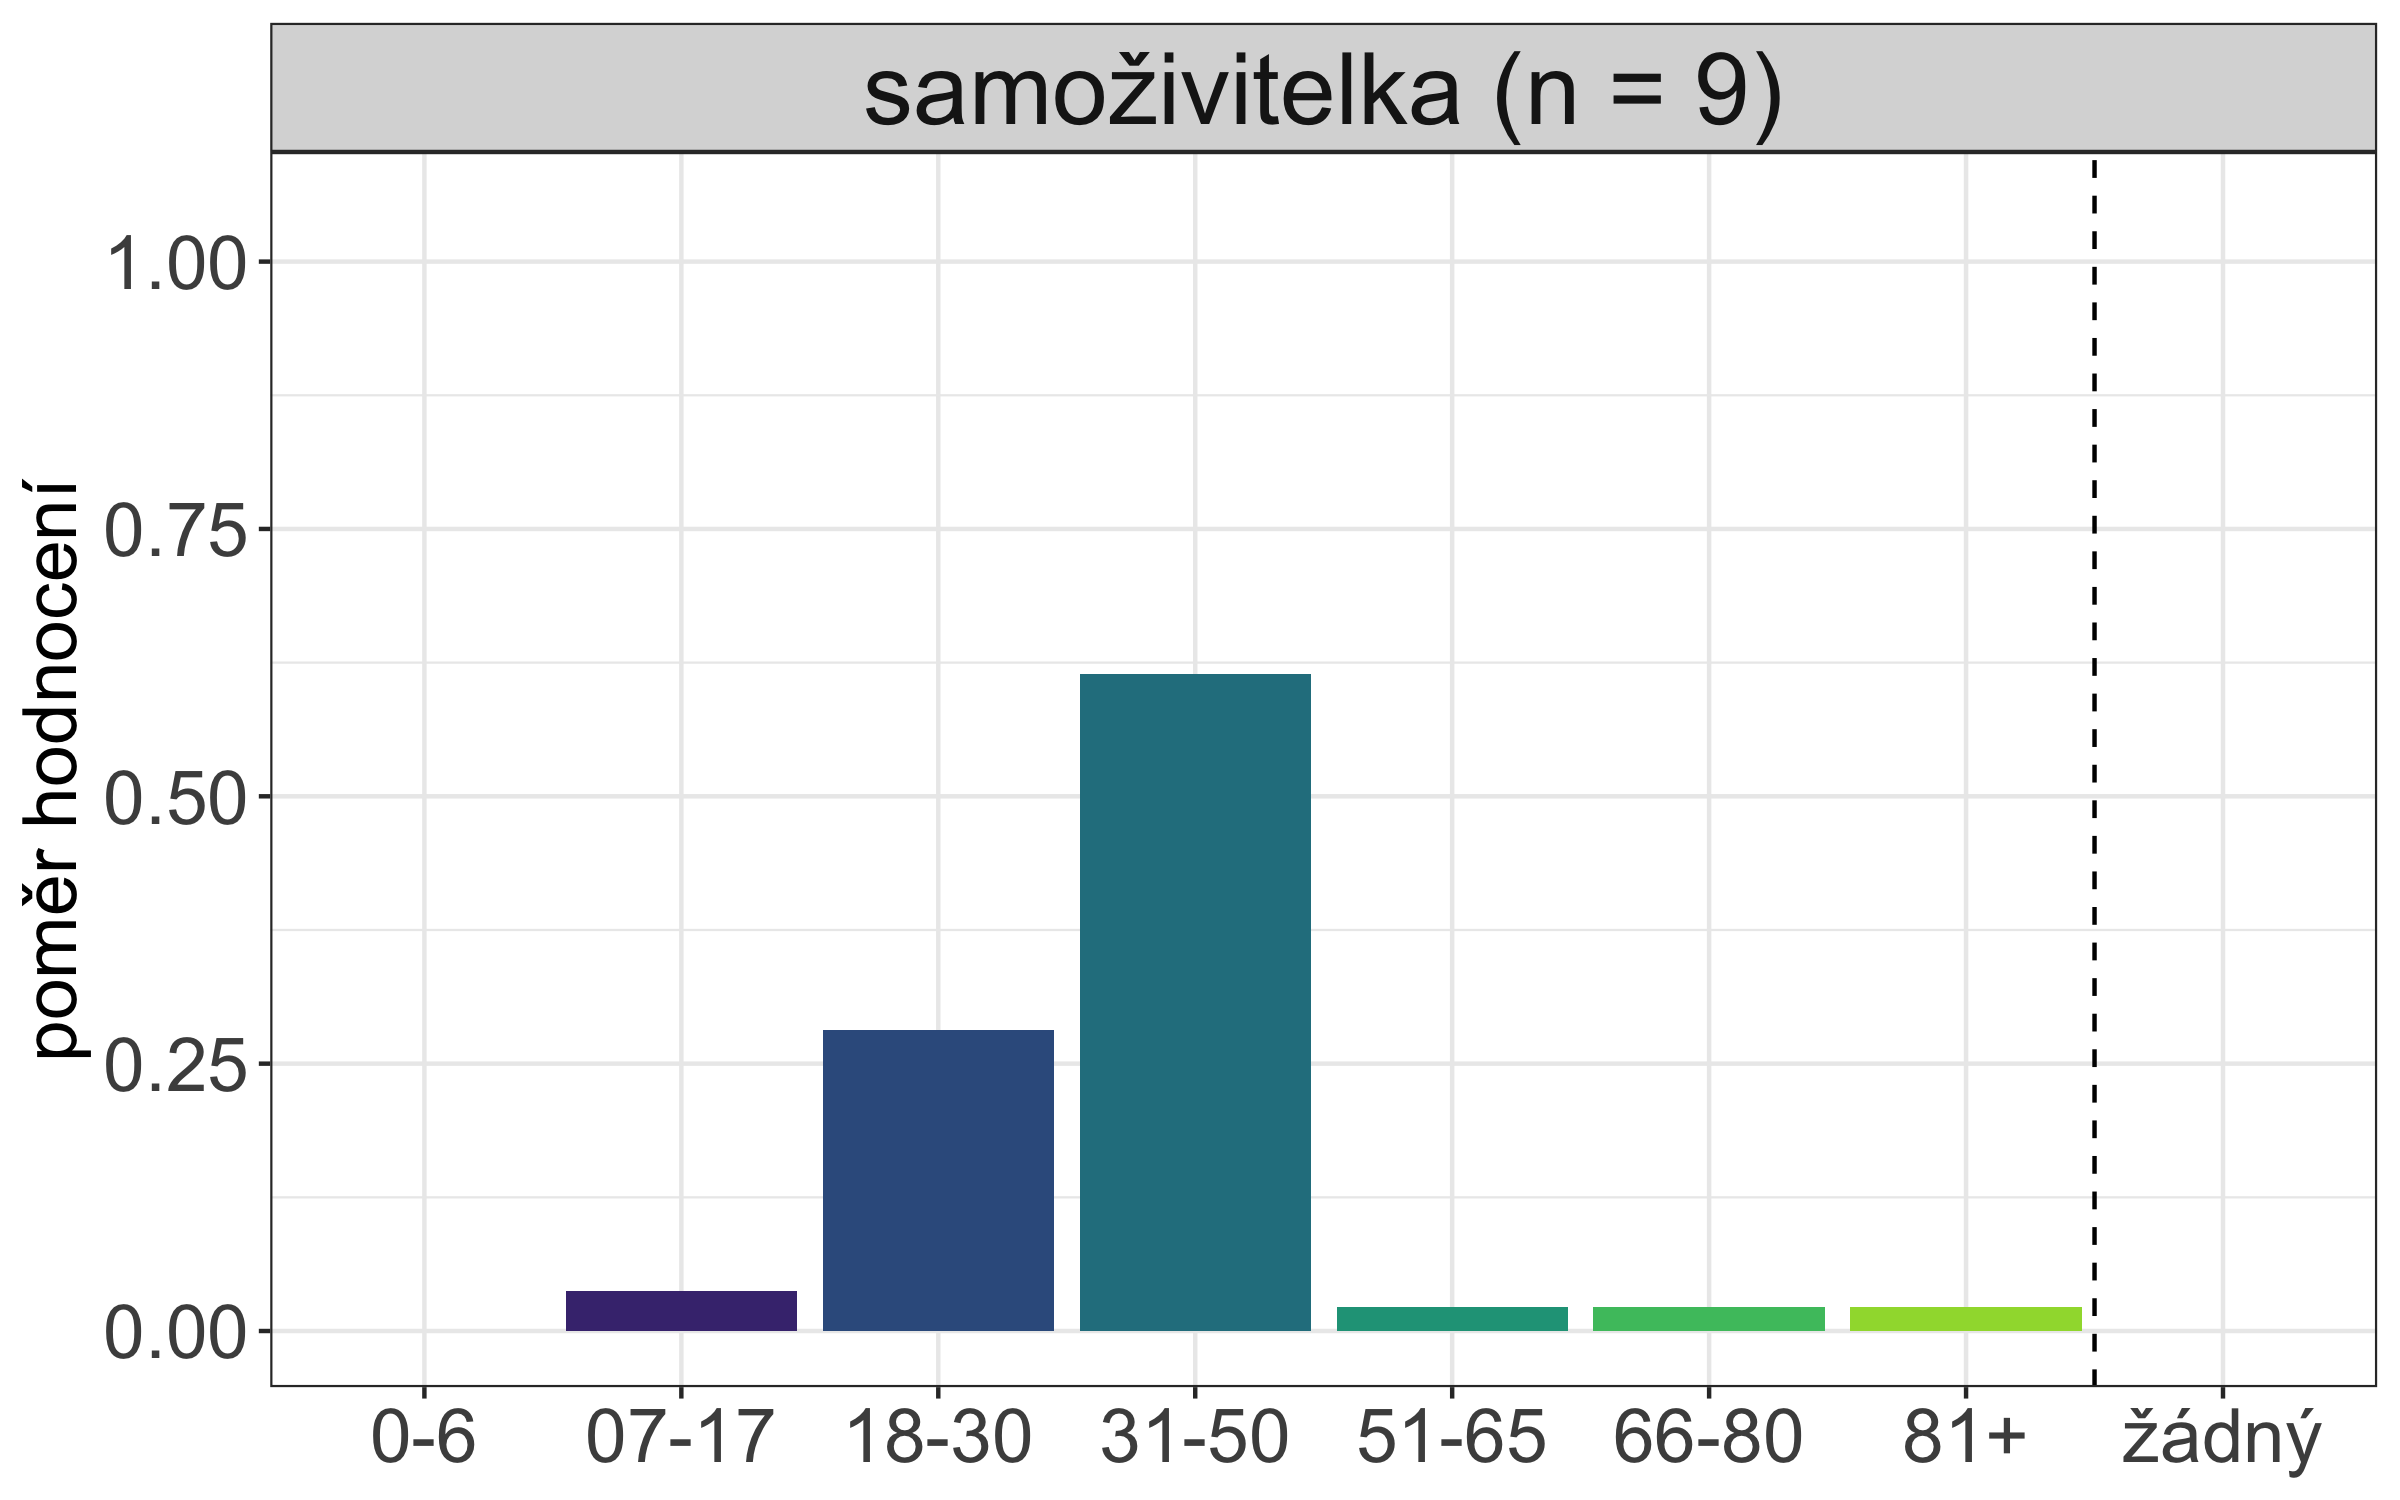 samoživitelka (n = 9)
poměr hodnocení
1.00
0.75
0.50
0.25
0.00
0-6 07-17 18-30 31-50 51-65 66-80 81+ žádný